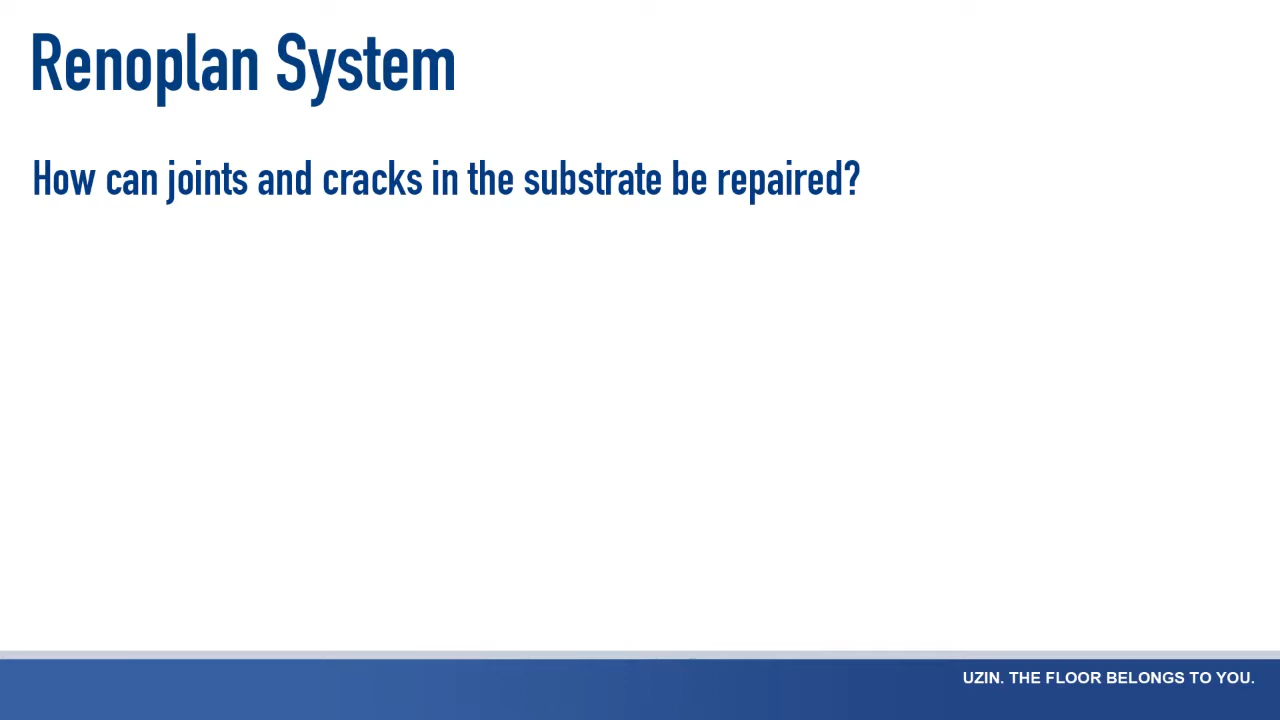 Renoplan System
How can joints and cracks in the substrate be repaired?
UZIN. THE FLOOR BELONGS TO YOU.